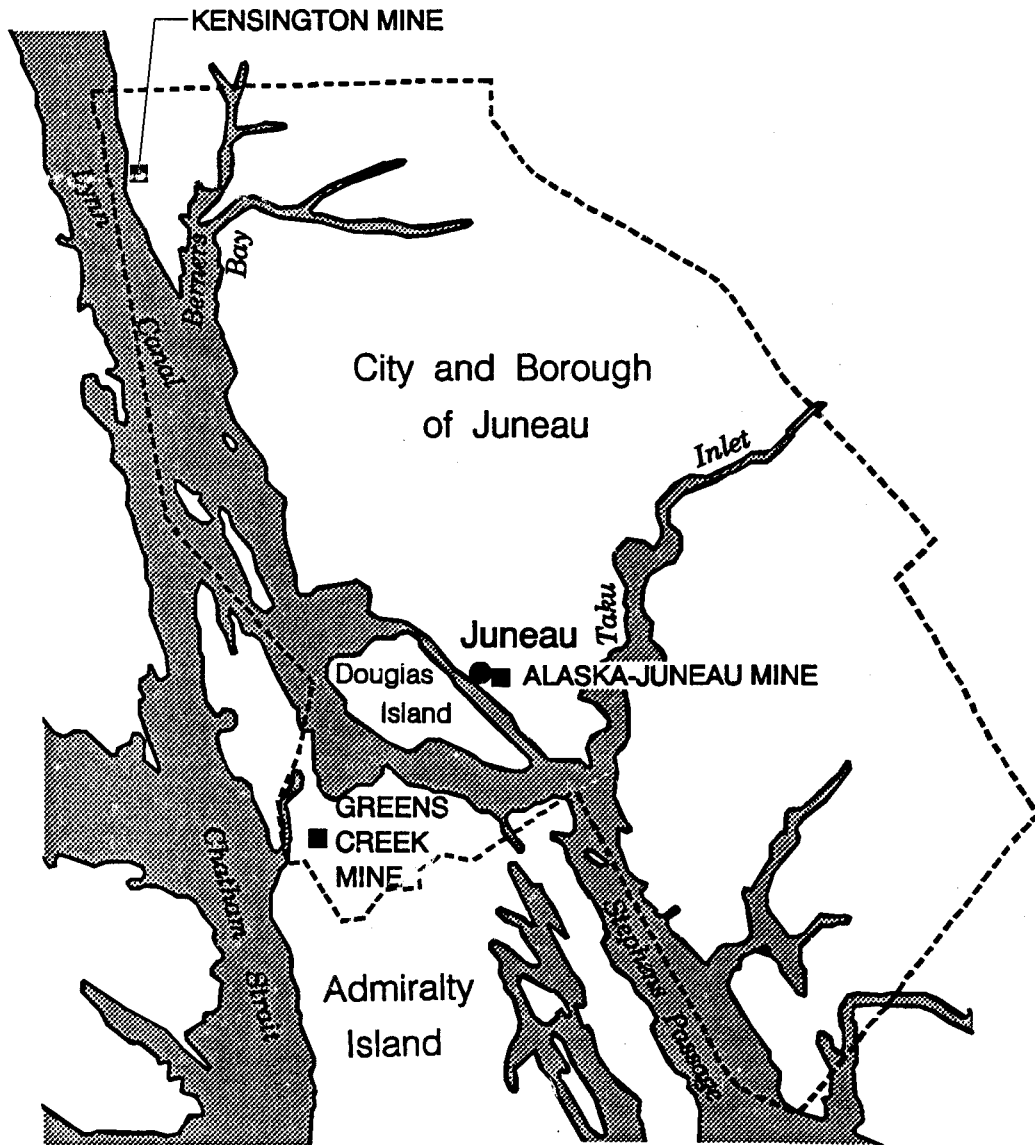 KENSINGTON MINE
Lynn
Canal
Berners
Bay
City and Borough
of Juneau
Inlet
Taku
Juneau
ALASKA-JUNEAU MINE
Douglas
Island
GREENS
CREEK
MINE
Chatham
Strait
Stephens
Passage
Admiralty
Island